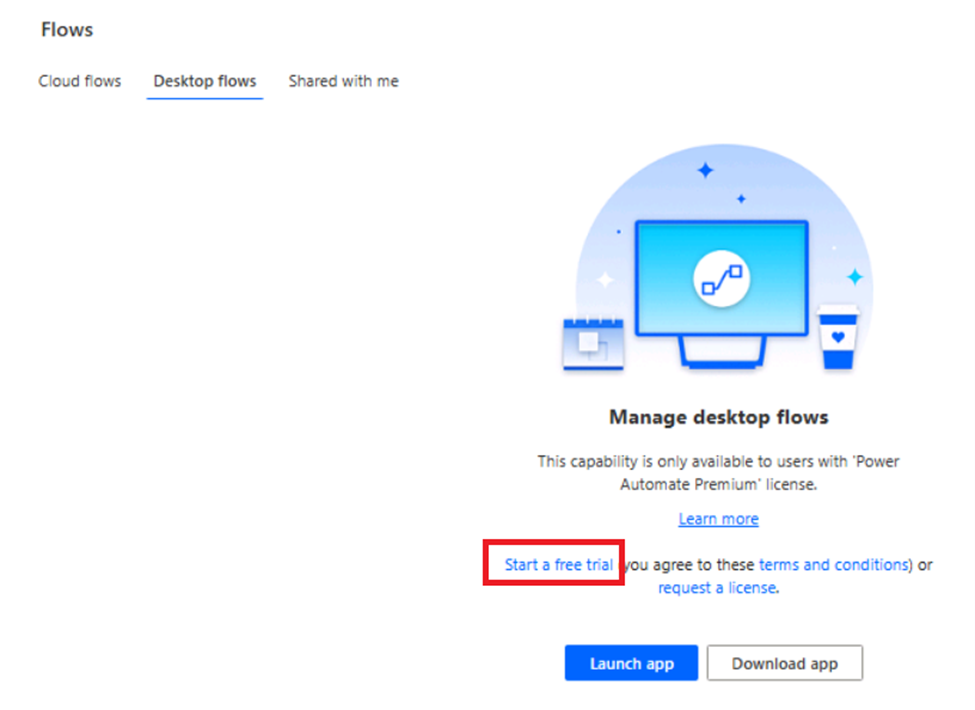 Flows
Cloud flows Desktop flows Shared with me
Manage desktop flows
This capability is only available to users with 'Power
Automate Premium' license.
Learn more
Start a free trial (you agree to these terms and conditions) or
request a license.
Launch app Download app